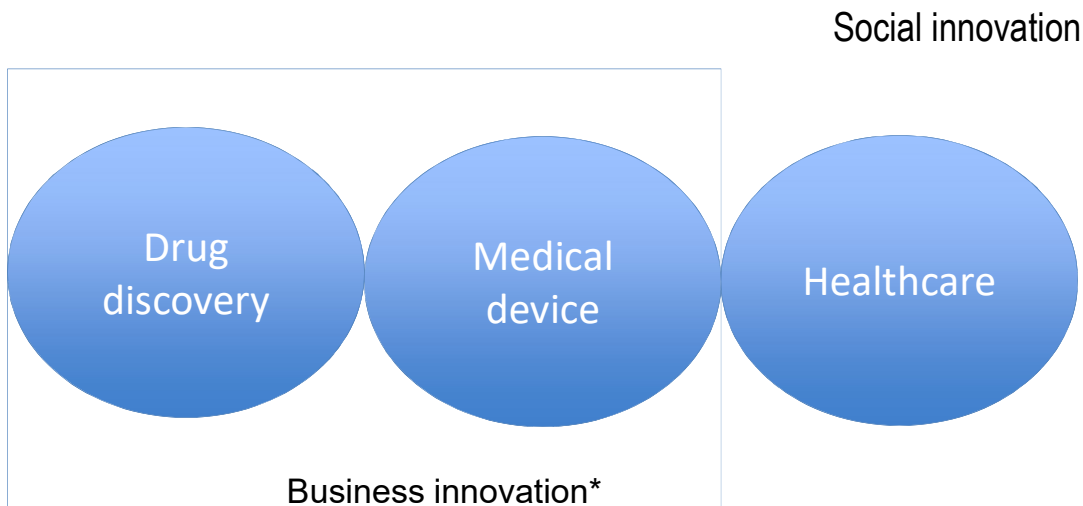 Social innovation
Drug
discovery
Medical
device
Healthcare
Business innovation*